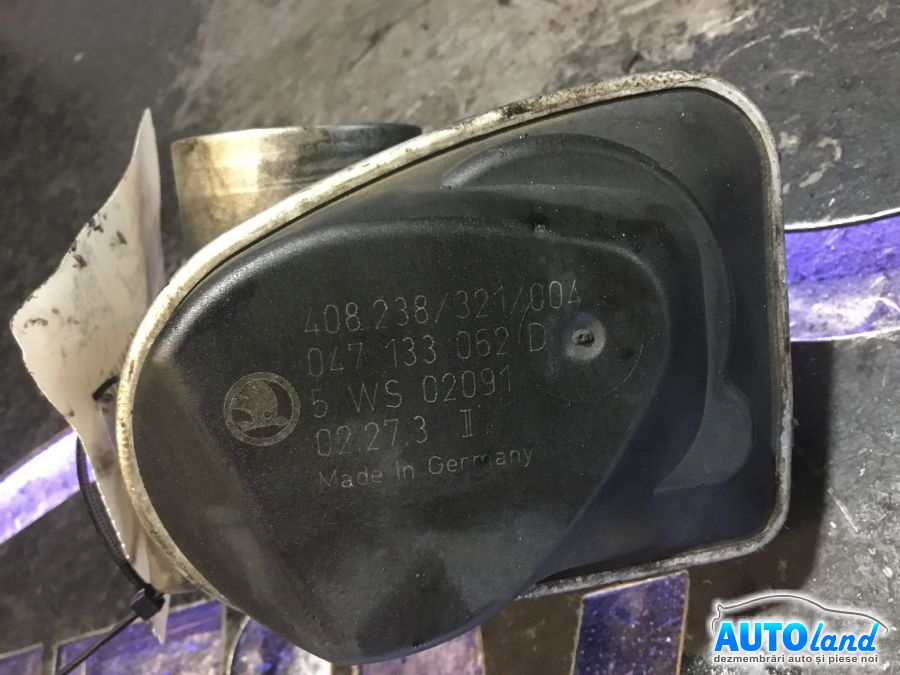 408.238/321/004
047 133 062 D
5 WS 02091
02.27.3 II
Made in Germany
AUTOland
dezmembrări auto și piese noi